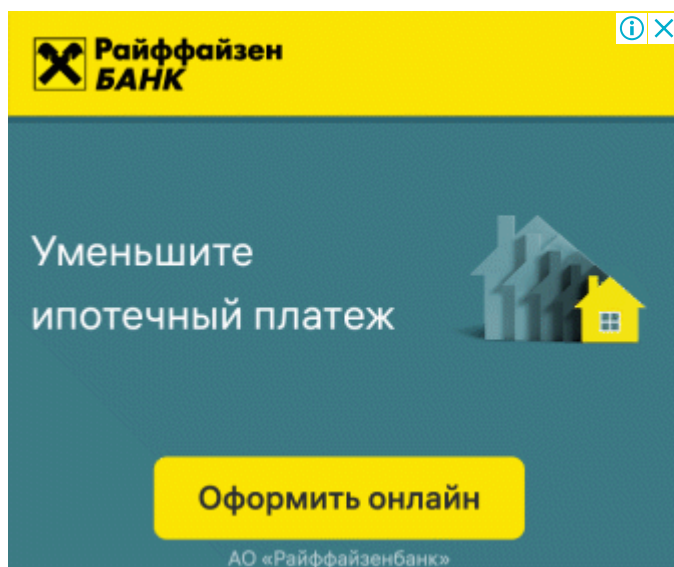 Райффайзен
БАНК
Уменьшите
ипотечный платеж
Оформить онлайн
АО «Райффайзенбанк»